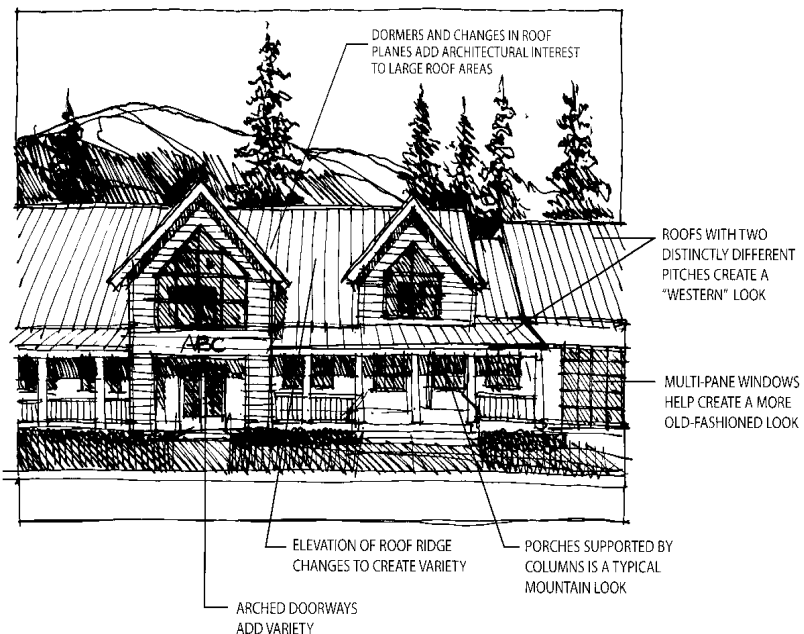 DORMERS AND CHANGES IN ROOF
PLANES ADD ARCHITECTURAL INTEREST
TO LARGE ROOF AREAS
ROOFS WITH TWO
DISTINCTLY DIFFERENT
PITCHES CREATE A
“WESTERN” LOOK
ABC
MULTI-PANE WINDOWS
HELP CREATE A MORE
OLD-FASHIONED LOOK
ELEVATION OF ROOF RIDGE
CHANGES TO CREATE VARIETY
PORCHES SUPPORTED BY
COLUMNS IS A TYPICAL
MOUNTAIN LOOK
ARCHED DOORWAYS
ADD VARIETY